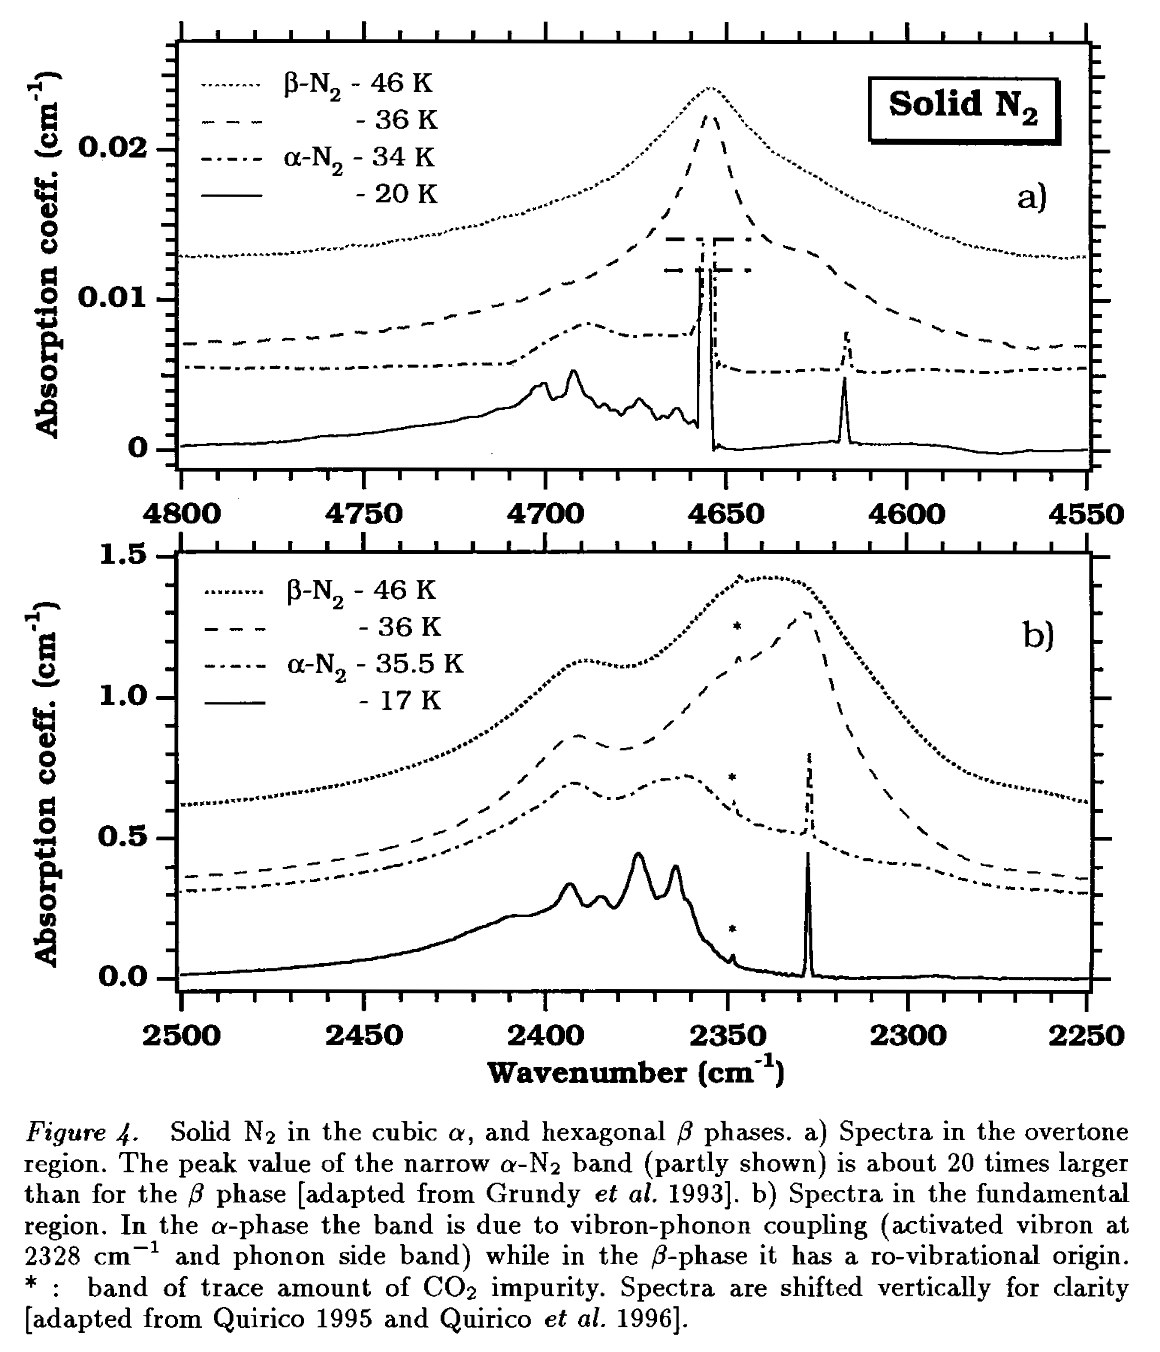 Absorption coeff. (cm⁻¹)
0.02
0.01
0
β-N₂ - 46 K
- 36 K
α-N₂ - 34 K
- 20 K
Solid N₂
a)
4800 4750 4700 4650 4600 4550
Absorption coeff. (cm⁻¹)
1.5
1.0
0.5
0.0
β-N₂ - 46 K
- 36 K
α-N₂ - 35.5 K
- 17 K
b)
*
*
*
2500 2450 2400 2350 2300 2250
Wavenumber (cm⁻¹)
Figure 4. Solid N₂ in the cubic α, and hexagonal β phases. a) Spectra in the overtone
region. The peak value of the narrow α-N₂ band (partly shown) is about 20 times larger
than for the β phase [adapted from Grundy et al. 1993]. b) Spectra in the fundamental
region. In the α-phase the band is due to vibron-phonon coupling (activated vibron at
2328 cm⁻¹ and phonon side band) while in the β-phase it has a ro-vibrational origin.
* : band of trace amount of CO₂ impurity. Spectra are shifted vertically for clarity
[adapted from Quirico 1995 and Quirico et al. 1996].